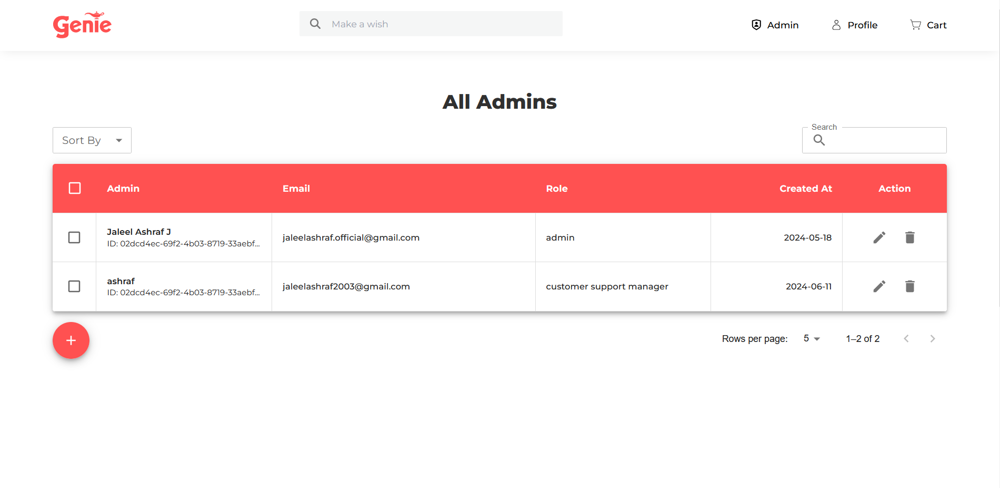 Genie
Make a wish
Admin
Profile
Cart
All Admins
Sort By
Search
Admin Email Role Created At Action
Jaleel Ashraf J
ID: 02dcd4ec-69f2-4b03-8719-33aebf...
jaleelashraf.official@gmail.com
admin
2024-05-18
ashraf
ID: 02dcd4ec-69f2-4b03-8719-33aebf...
jaleelashraf2003@gmail.com
customer support manager
2024-06-11
Rows per page: 5 1–2 of 2